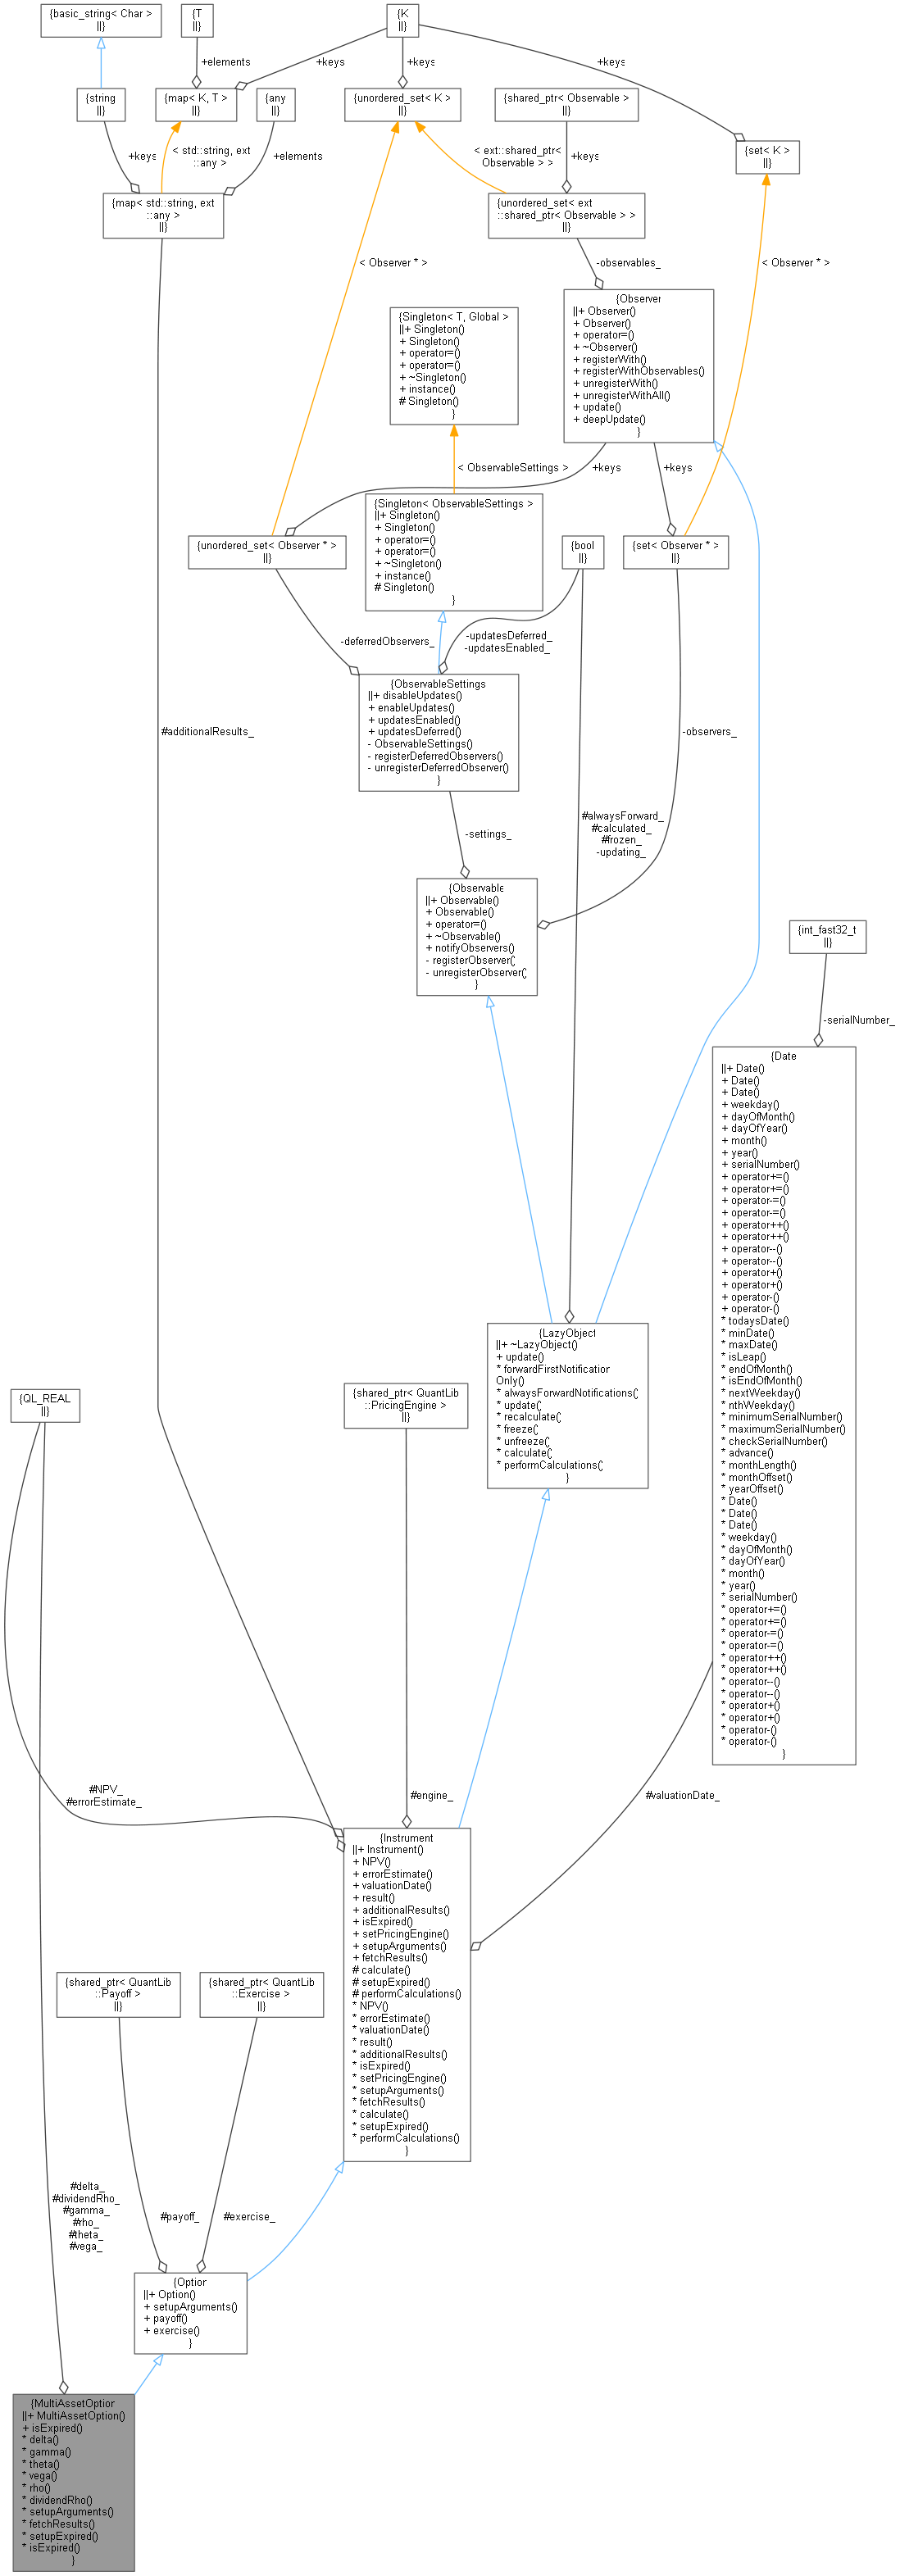 {basic_string< Char >
||}
{T
||}
{K
||}
+elements
+keys
+keys
+keys
{string
||}
{map< K, T >
||}
{any
||}
{unordered_set< K >
||}
{shared_ptr< Observable >
||}
{set< K >
||}
+keys
< std::string, ext
::any >
+elements
< ext::shared_ptr<
Observable > >
+keys
{map< std::string, ext
::any >
||}
{unordered_set< ext
::shared_ptr< Observable > >
||}
< Observer * >
-observables_
< Observer * >
{Observer
||+ Observer()
+ Observer()
+ operator=()
+ ~Observer()
+ registerWith()
+ registerWithObservables()
+ unregisterWith()
+ unregisterWithAll()
+ update()
+ deepUpdate()
}
{Singleton< T, Global >
||+ Singleton()
+ Singleton()
+ operator=()
+ operator=()
+ ~Singleton()
+ instance()
# Singleton()
}
< ObservableSettings >
+keys
+keys
{Singleton< ObservableSettings >
||+ Singleton()
+ Singleton()
+ operator=()
+ operator=()
+ ~Singleton()
+ instance()
# Singleton()
}
{unordered_set< Observer * >
||}
{bool
||}
{set< Observer * >
||}
-deferredObservers_
-updatesDeferred_
-updatesEnabled_
{ObservableSettings
||+ disableUpdates()
+ enableUpdates()
+ updatesEnabled()
+ updatesDeferred()
- ObservableSettings()
- registerDeferredObservers()
- unregisterDeferredObserver()
}
#additionalResults_
-observers_
-settings_
#alwaysForward_
#calculated_
#frozen_
-updating_
{Observable
||+ Observable()
+ Observable()
+ operator=()
+ ~Observable()
+ notifyObservers()
- registerObserver()
- unregisterObserver()
}
{int_fast32_t
||}
-serialNumber_
{Date
||+ Date()
+ Date()
+ Date()
+ weekday()
+ dayOfMonth()
+ dayOfYear()
+ month()
+ year()
+ serialNumber()
+ operator+=()
+ operator+=()
+ operator-=()
+ operator-=()
+ operator++()
+ operator++()
+ operator--()
+ operator--()
+ operator+()
+ operator+()
+ operator-()
+ operator-()
* todaysDate()
* minDate()
* maxDate()
* isLeap()
* endOfMonth()
* isEndOfMonth()
* nextWeekday()
* nthWeekday()
* minimumSerialNumber()
* maximumSerialNumber()
* checkSerialNumber()
* advance()
* monthLength()
* monthOffset()
* yearOffset()
* Date()
* Date()
* Date()
* weekday()
* dayOfMonth()
* dayOfYear()
* month()
* year()
* serialNumber()
* operator+=()
* operator+=()
* operator-=()
* operator-=()
* operator++()
* operator++()
* operator--()
* operator--()
* operator+()
* operator+()
* operator-()
* operator-()
}
{LazyObject
||+ ~LazyObject()
+ update()
* forwardFirstNotification
Only()
* alwaysForwardNotifications()
* update()
* recalculate()
* freeze()
* unfreeze()
* calculate()
* performCalculations()
}
{QL_REAL
||}
{shared_ptr< QuantLib
::PricingEngine >
||}
#NPV_
#errorEstimate_
#engine_
#valuationDate_
{Instrument
||+ Instrument()
+ NPV()
+ errorEstimate()
+ valuationDate()
+ result()
+ additionalResults()
+ isExpired()
+ setPricingEngine()
+ setupArguments()
+ fetchResults()
# calculate()
# setupExpired()
# performCalculations()
* NPV()
* errorEstimate()
* valuationDate()
* result()
* additionalResults()
* isExpired()
* setPricingEngine()
* setupArguments()
* fetchResults()
* calculate()
* setupExpired()
* performCalculations()
}
{shared_ptr< QuantLib
::Payoff >
||}
{shared_ptr< QuantLib
::Exercise >
||}
#delta_
#dividendRho_
#gamma_
#rho_
#theta_
#vega_
#payoff_
#exercise_
{Option
||+ Option()
+ setupArguments()
+ payoff()
+ exercise()
}
{MultiAssetOption
||+ MultiAssetOption()
+ isExpired()
* delta()
* gamma()
* theta()
* vega()
* rho()
* dividendRho()
* setupArguments()
* fetchResults()
* setupExpired()
* isExpired()
}